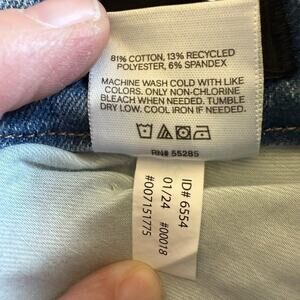 81% COTTON, 13% RECYCLED
POLYESTER, 6% SPANDEX
MACHINE WASH COLD WITH LIKE
COLORS. ONLY NON-CHLORINE
BLEACH WHEN NEEDED. TUMBLE
DRY LOW. COOL IRON IF NEEDED.
RN# 55285
ID# 6554
01/24 #00018
#007151775